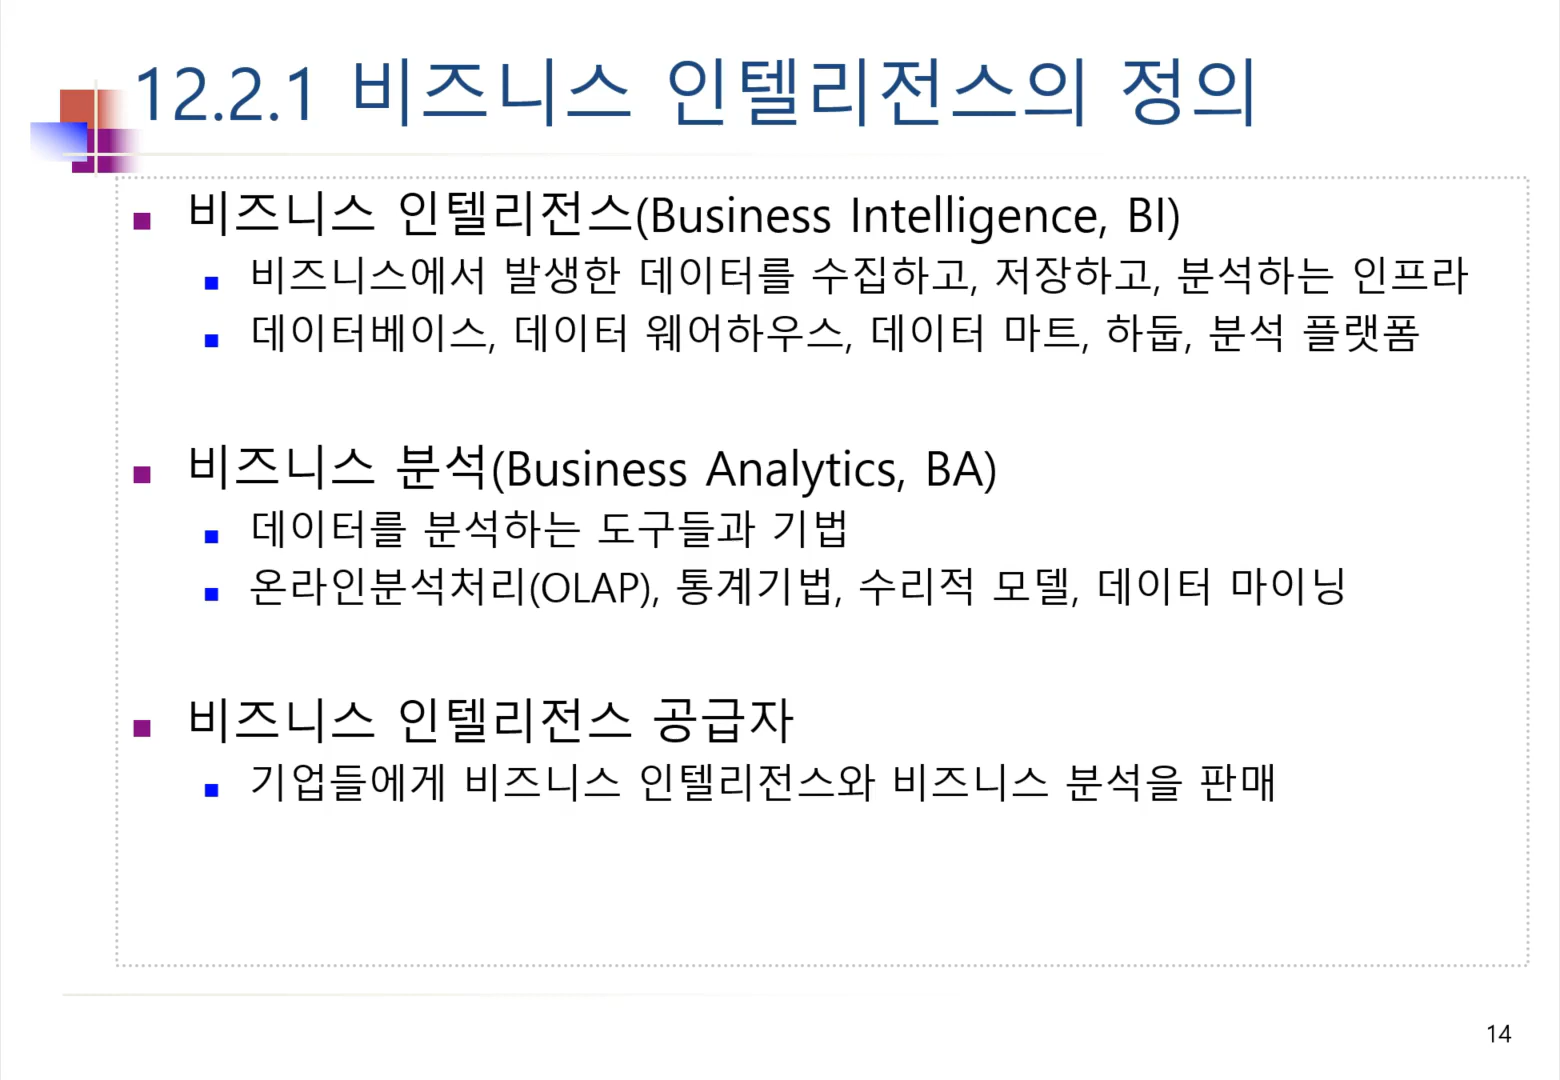 12.2.1 비즈니스 인텔리전스의 정의
비즈니스 인텔리전스(Business Intelligence, BI)
비즈니스에서 발생한 데이터를 수집하고, 저장하고, 분석하는 인프라
데이터베이스, 데이터 웨어하우스, 데이터 마트, 하둡, 분석 플랫폼
비즈니스 분석(Business Analytics, BA)
데이터를 분석하는 도구들과 기법
온라인분석처리(OLAP), 통계기법, 수리적 모델, 데이터 마이닝
비즈니스 인텔리전스 공급자
기업들에게 비즈니스 인텔리전스와 비즈니스 분석을 판매
14